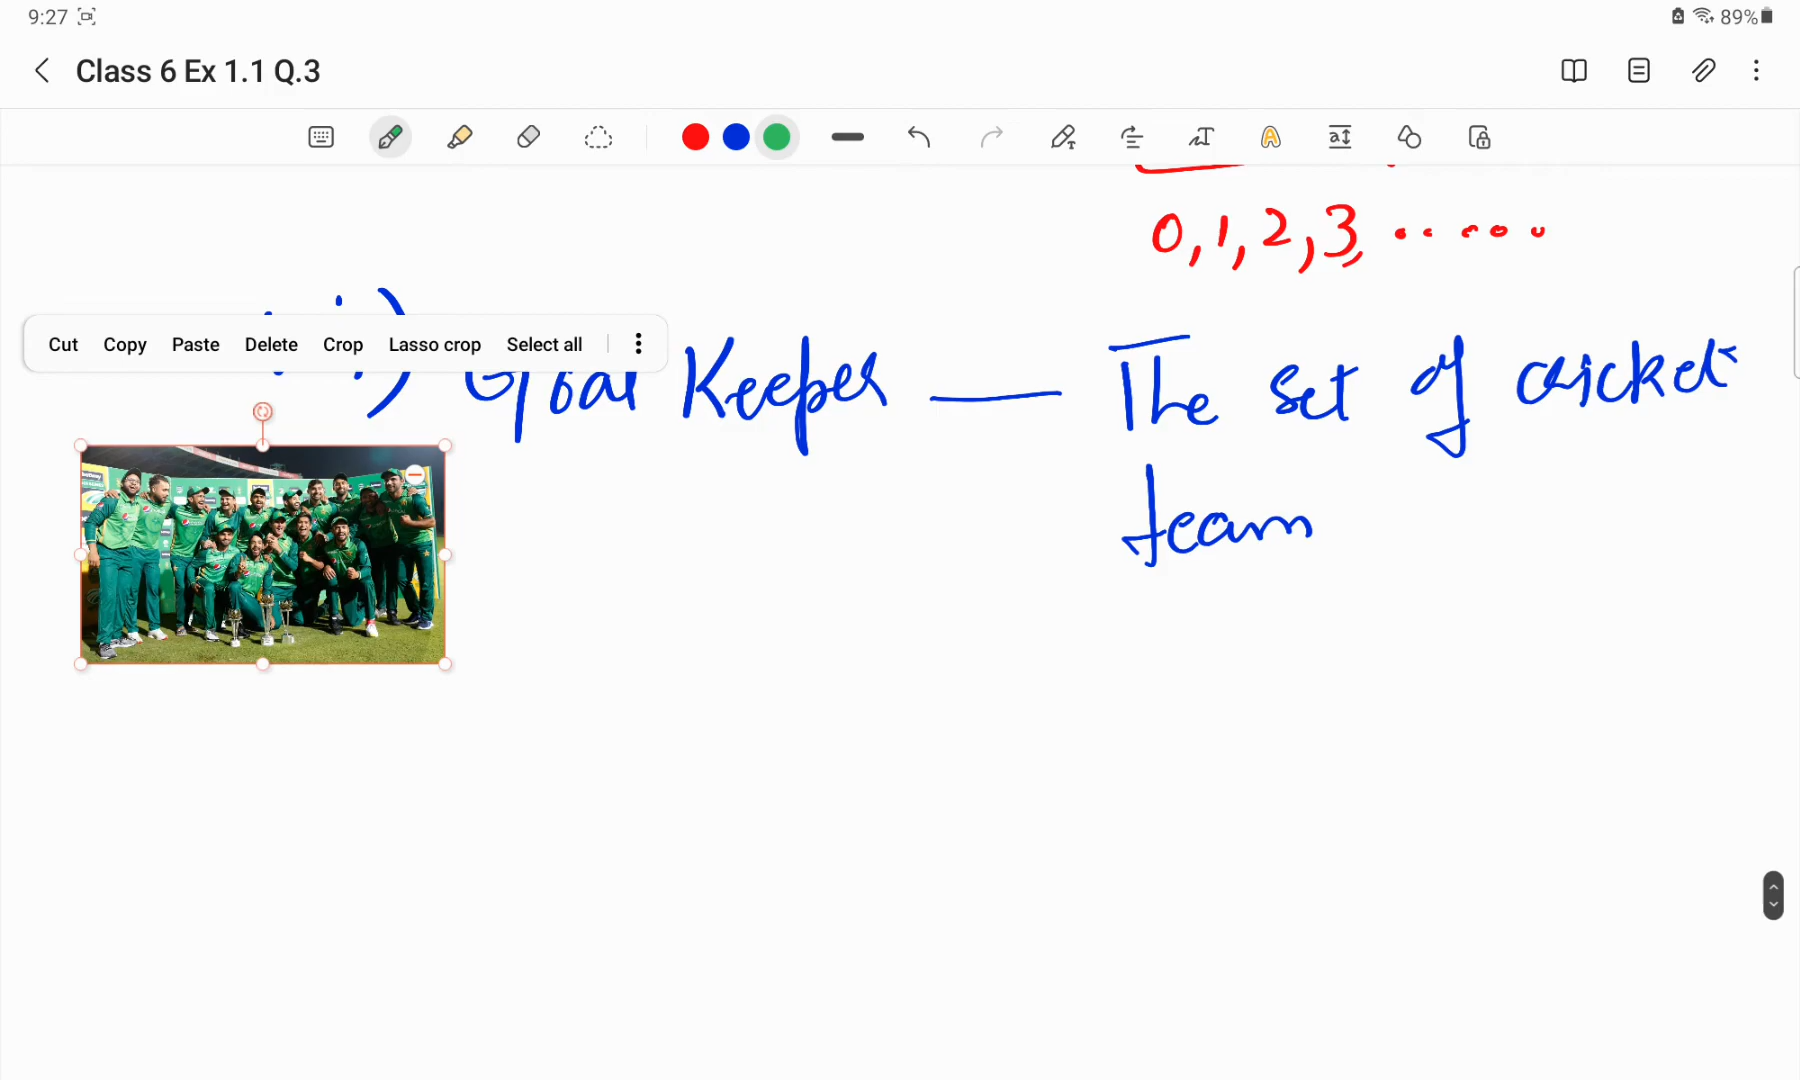 9:27 89%
Class 6 Ex 1.1 Q.3
0, 1, 2, 3, ......
Cut Copy Paste Delete Crop Lasso crop Select all
Goal Keeper — The set of cricket
team